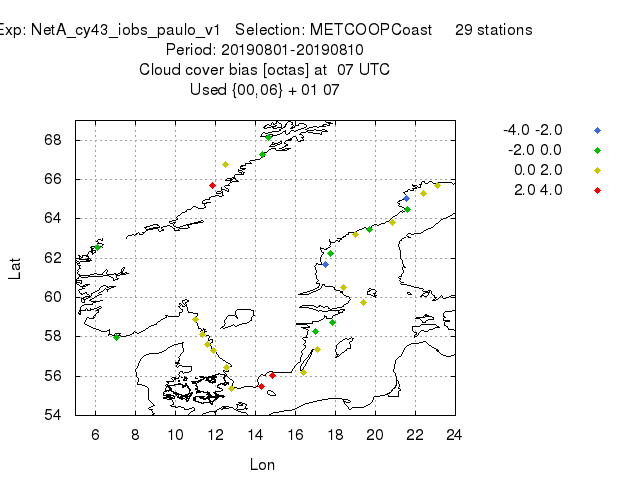 Exp: NetA_cy43_iobs_paulo_v1 Selection: METCOOPCoast 29 stations
Period: 20190801-20190810
Cloud cover bias [octas] at 07 UTC
Used {00,06} + 01 07
-4.0 -2.0
-2.0 0.0
0.0 2.0
2.0 4.0
68
66
64
62
60
58
56
54
Lat
6 8 10 12 14 16 18 20 22 24
Lon